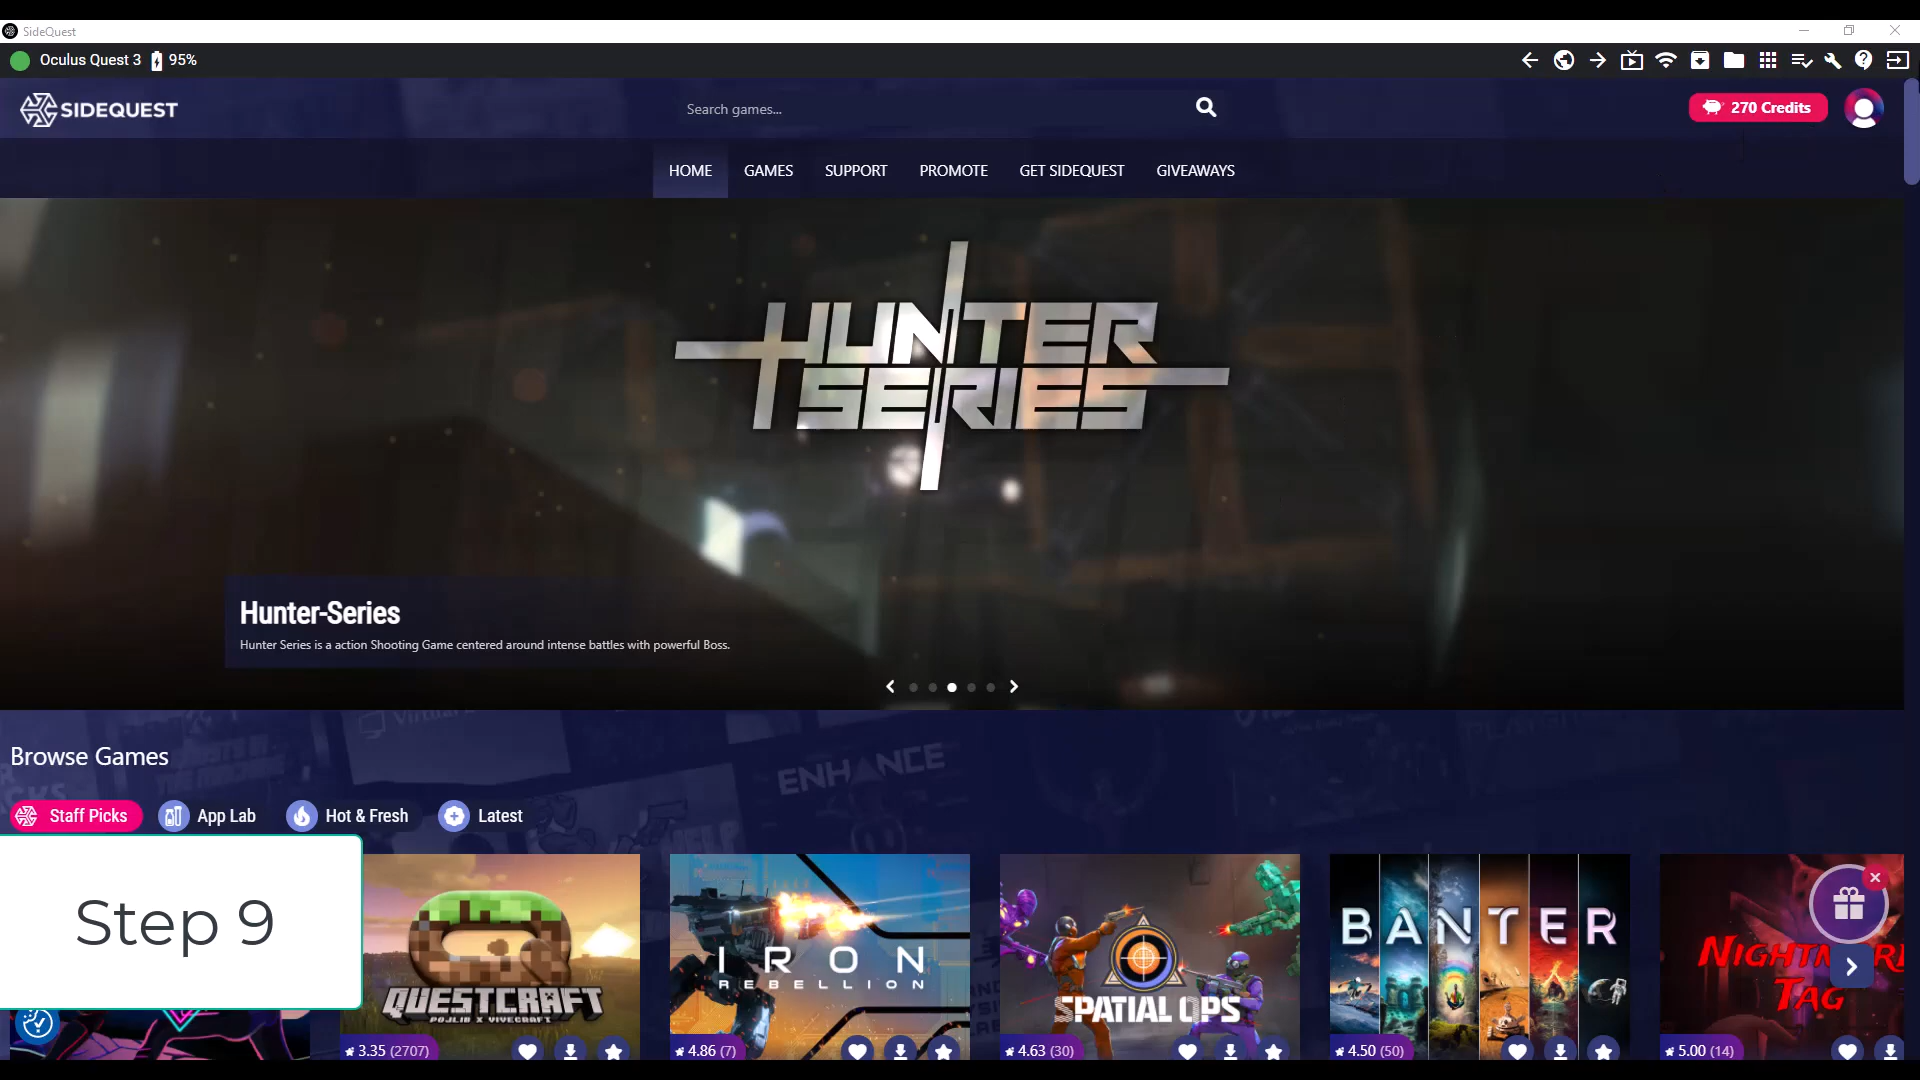 SideQuest
Oculus Quest 3 95%
SIDEQUEST
Search games...
270 Credits
HOME GAMES SUPPORT PROMOTE GET SIDEQUEST GIVEAWAYS
HUNTER
SERIES
Hunter-Series
Hunter Series is a action Shooting Game centered around intense battles with powerful Boss.
ENHANCE
Browse Games
Staff Picks App Lab Hot & Fresh Latest
Step 9
QUESTCRAFT
POJLIB X VIVECRAFT
IRON
REBELLION
SPATIAL OPS
BANTER
TAG
3.35 (2707)
4.86 (7)
4.63 (30)
4.50 (50)
5.00 (14)